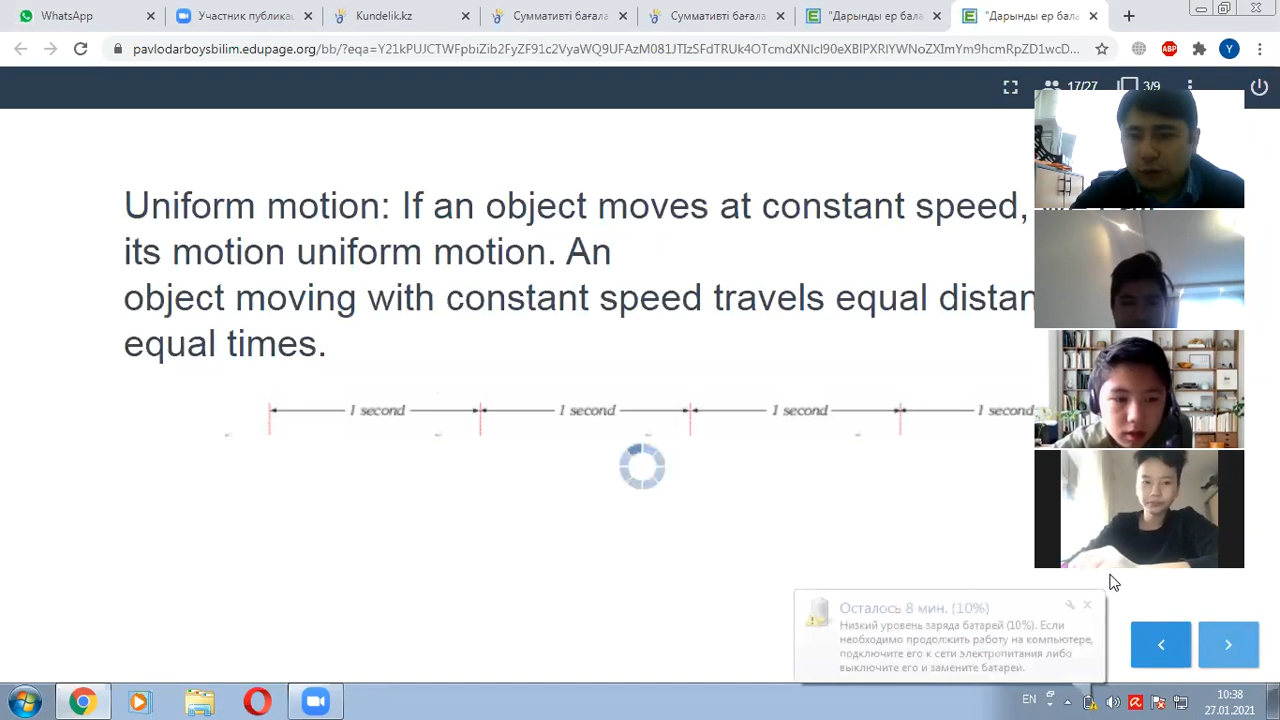 WhatsApp
Участник публика
Kundelik.kz
Суммативті бағала
Суммативті бағала
"Дарынды ер бала
"Дарынды ер бала
pavlodarboysbilim.edupage.org/bb/?eqa=Y21kPUJCTWFpniZib2FyZF91c2VyaWQ9UFAzM081JTIzSFdTRUk4OTcmdXNlcl90eXBlPXRlYWNoZXImYm9hcmRpZD1wcD...
ABP
Y
17/27
3/9
Uniform motion: If an object moves at constant speed,
its motion uniform motion. An
object moving with constant speed travels equal
equal times.
1 second
1 second
1 second
1 second
Осталось 8 мин. (10%)
Низкий уровень заряда батарей (10%). Если
необходимо продолжить работу на компьютере,
подключите его к сети электропитания либо
выключите его и замените батареи.
EN
10:38
27.01.2021